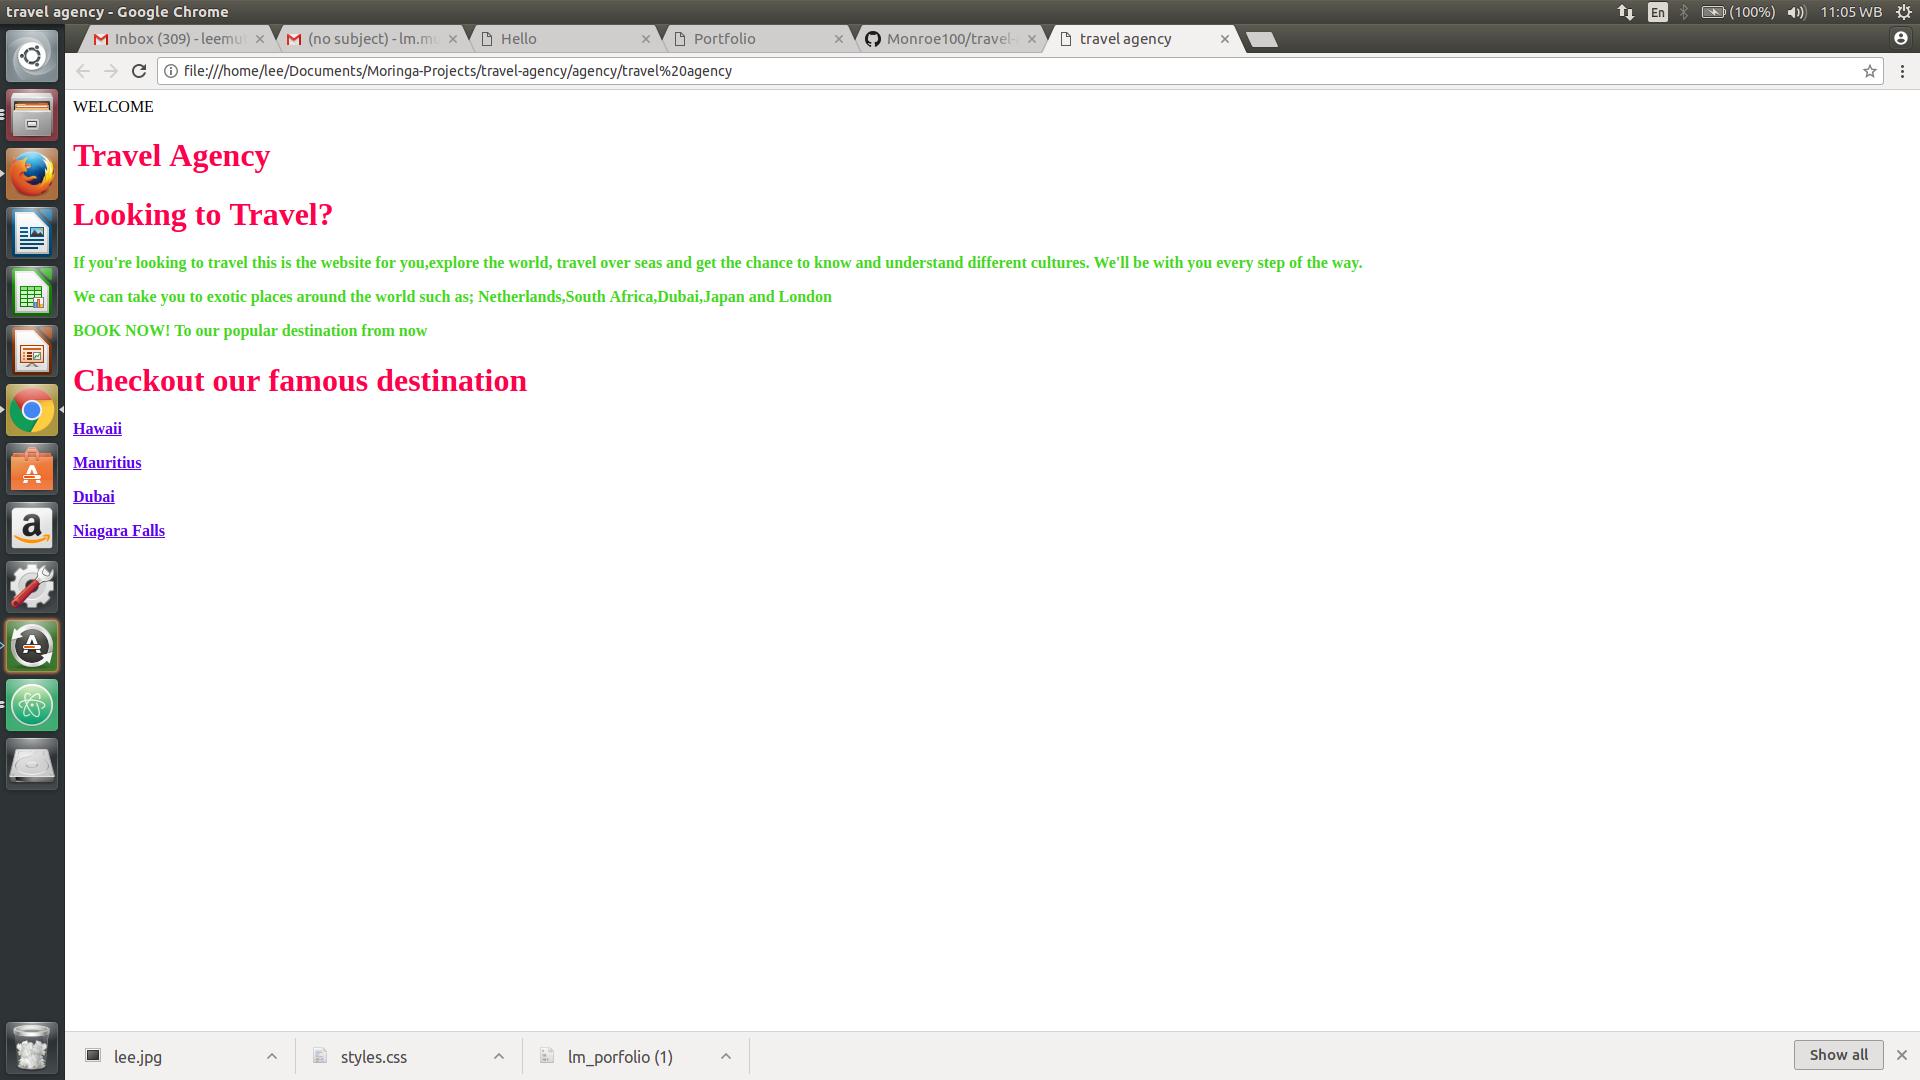 travel agency - Google Chrome
En (100%) 11:05 WB
Inbox (309) - leemu
(no subject) - lm.mu
Hello
Portfolio
Monroe100/travel-a
travel agency
file:///home/lee/Documents/Moringa-Projects/travel-agency/agency/travel%20agency
WELCOME
Travel Agency
Looking to Travel?
If you're looking to travel this is the website for you,explore the world, travel over seas and get the chance to know and understand different cultures. We'll be with you every step of the way.
We can take you to exotic places around the world such as; Netherlands,South Africa,Dubai,Japan and London
BOOK NOW! To our popular destination from now
Checkout our famous destination
Hawaii
Mauritius
Dubai
Niagara Falls
lee.jpg
styles.css
lm_porfolio (1)
Show all